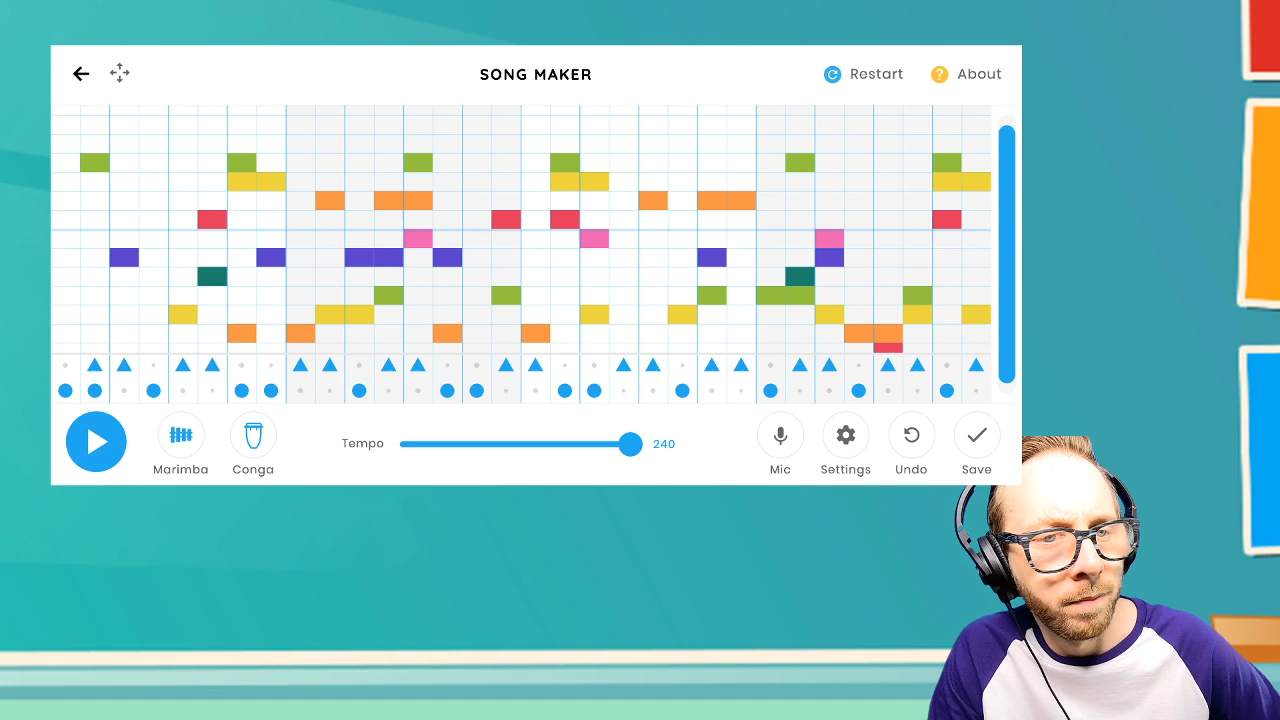 SONG MAKER
Restart
? About
Marimba
Conga
Tempo
240
Mic
Settings
Undo
Save